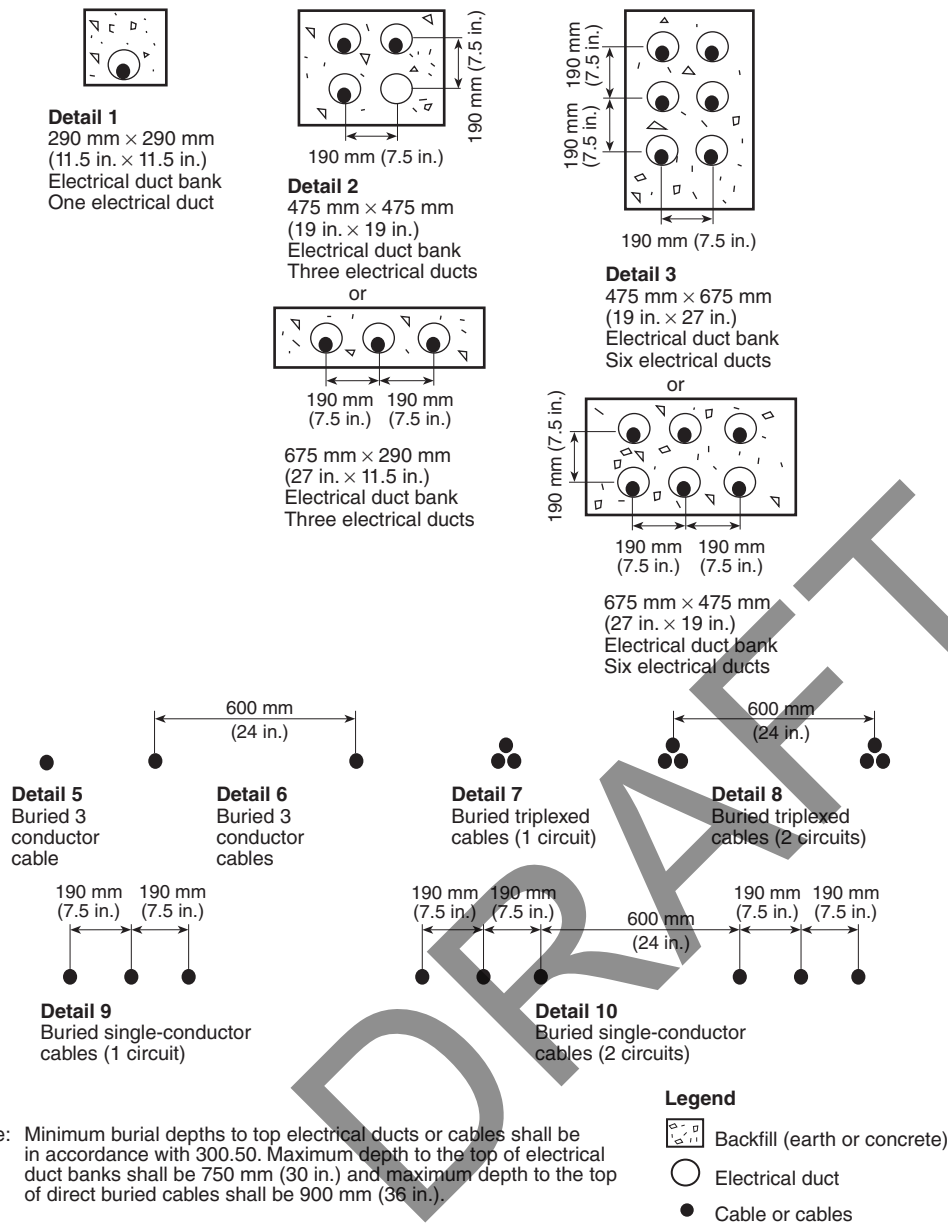 Detail 1
290 mm × 290 mm
(11.5 in. × 11.5 in.)
Electrical duct bank
One electrical duct
190 mm (7.5 in.)
190 mm (7.5 in.)
Detail 2
475 mm × 475 mm
(19 in. × 19 in.)
Electrical duct bank
Three electrical ducts
or
190 mm
(7.5 in.)
190 mm
(7.5 in.)
675 mm × 290 mm
(27 in. × 11.5 in.)
Electrical duct bank
Three electrical ducts
190 mm
(7.5 in.)
190 mm
(7.5 in.)
190 mm (7.5 in.)
Detail 3
475 mm × 675 mm
(19 in. × 27 in.)
Electrical duct bank
Six electrical ducts
or
190 mm (7.5 in.)
190 mm
(7.5 in.)
190 mm
(7.5 in.)
675 mm × 475 mm
(27 in. × 19 in.)
Electrical duct bank
Six electrical ducts
Detail 5
Buried 3
conductor
cable
600 mm
(24 in.)
Detail 6
Buried 3
conductor
cables
Detail 7
Buried triplexed
cables (1 circuit)
600 mm
(24 in.)
Detail 8
Buried triplexed
cables (2 circuits)
190 mm
(7.5 in.)
190 mm
(7.5 in.)
Detail 9
Buried single-conductor
cables (1 circuit)
190 mm
(7.5 in.)
190 mm
(7.5 in.)
600 mm
(24 in.)
190 mm
(7.5 in.)
190 mm
(7.5 in.)
Detail 10
Buried single-conductor
cables (2 circuits)
e: Minimum burial depths to top electrical ducts or cables shall be
in accordance with 300.50. Maximum depth to the top of electrical
duct banks shall be 750 mm (30 in.) and maximum depth to the top
of direct buried cables shall be 900 mm (36 in.).
Legend
Backfill (earth or concrete)
Electrical duct
Cable or cables
DRAFT